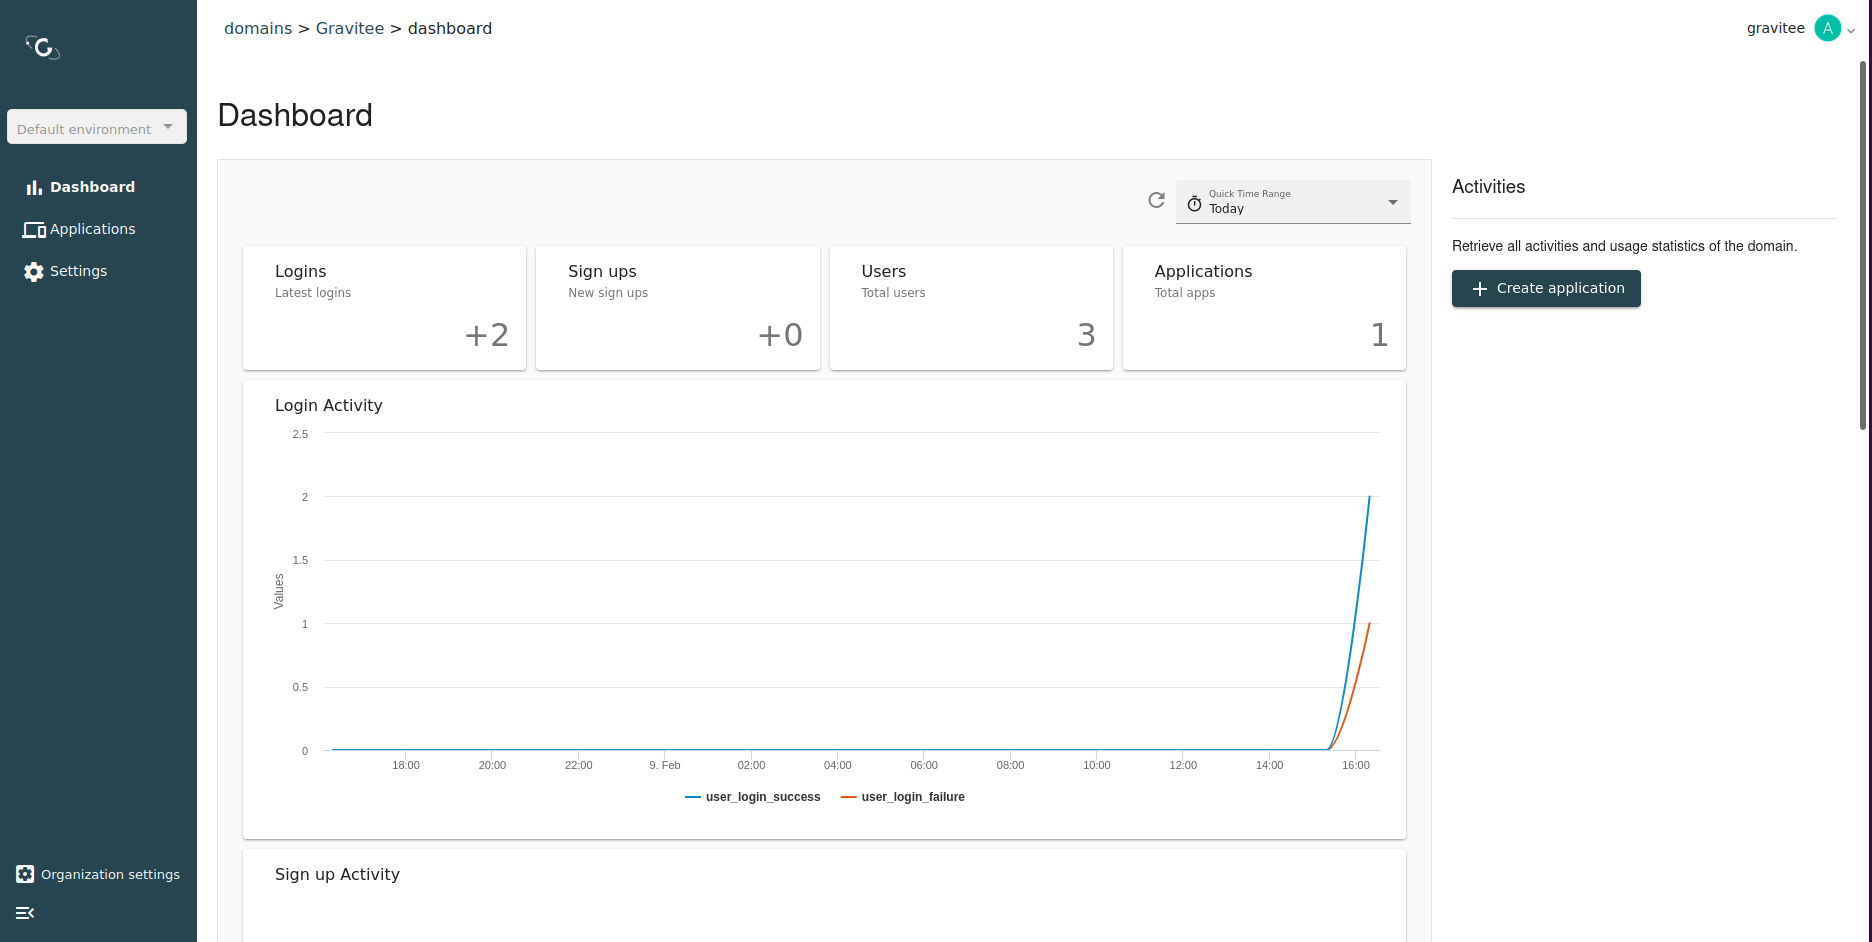 domains > Gravitee > dashboard
gravitee A
Default environment
Dashboard
Applications
Settings
Organization settings
Dashboard
Quick Time Range
Today
Logins
Latest logins
+2
Sign ups
New sign ups
+0
Users
Total users
3
Applications
Total apps
1
Login Activity
Values
2.5
2
1.5
1
0.5
0
18:00 20:00 22:00 9. Feb 02:00 04:00 06:00 08:00 10:00 12:00 14:00 16:00
user_login_success user_login_failure
Sign up Activity
Activities
Retrieve all activities and usage statistics of the domain.
Create application